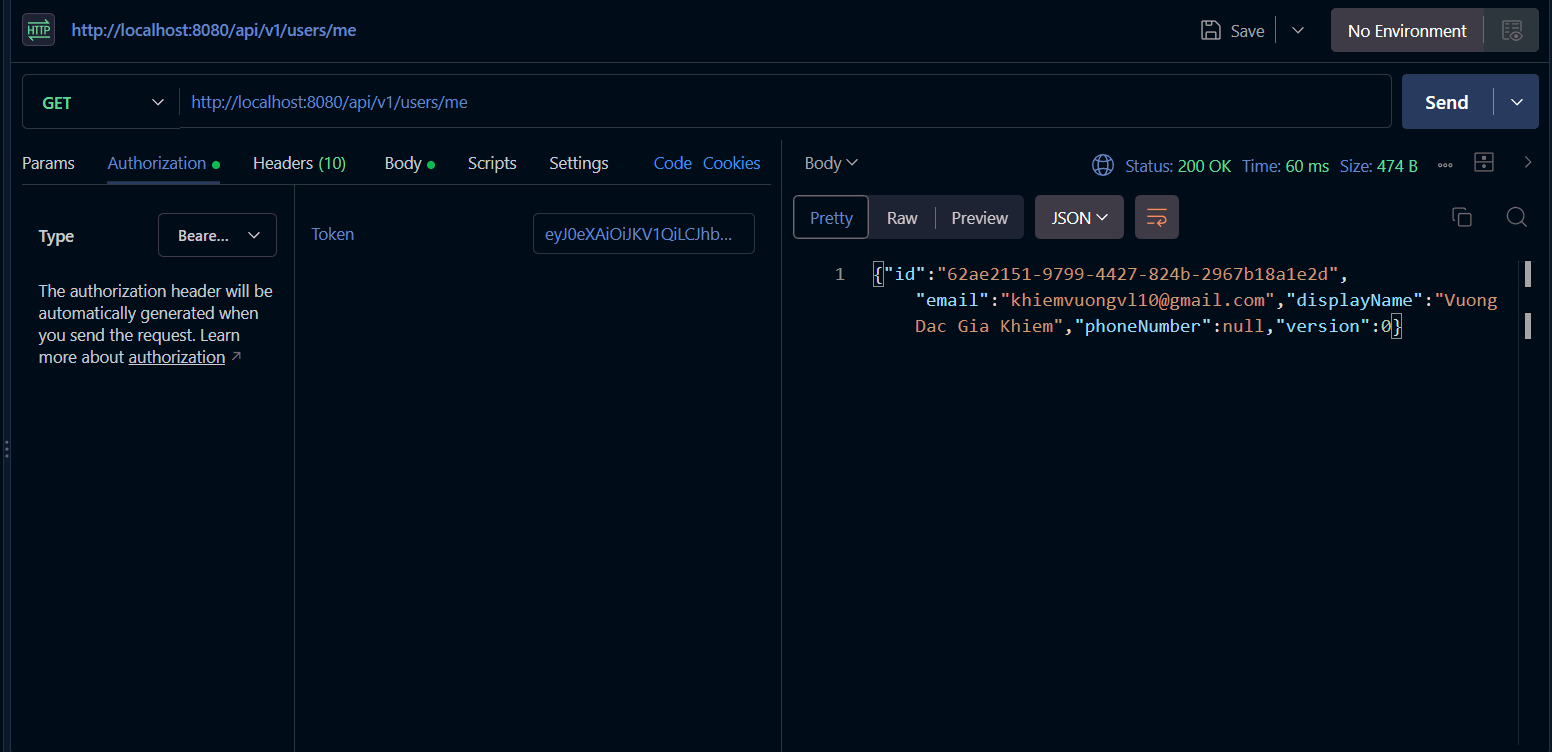 HTTP http://localhost:8080/api/v1/users/me Save No Environment
GET http://localhost:8080/api/v1/users/me Send
Params Authorization Headers (10) Body Scripts Settings Code Cookies
Body Status: 200 OK Time: 60 ms Size: 474 B
Pretty Raw Preview JSON
Type Beare...
The authorization header will be
automatically generated when
you send the request. Learn
more about authorization
Token eyJ0eXAiOiJKV1QiLCJhb...
1 {"id":"62ae2151-9799-4427-824b-2967b18a1e2d",
"email":"khiemvuongvl10@gmail.com","displayName":"Vuong
Dac Gia Khiem","phoneNumber":null,"version":0}